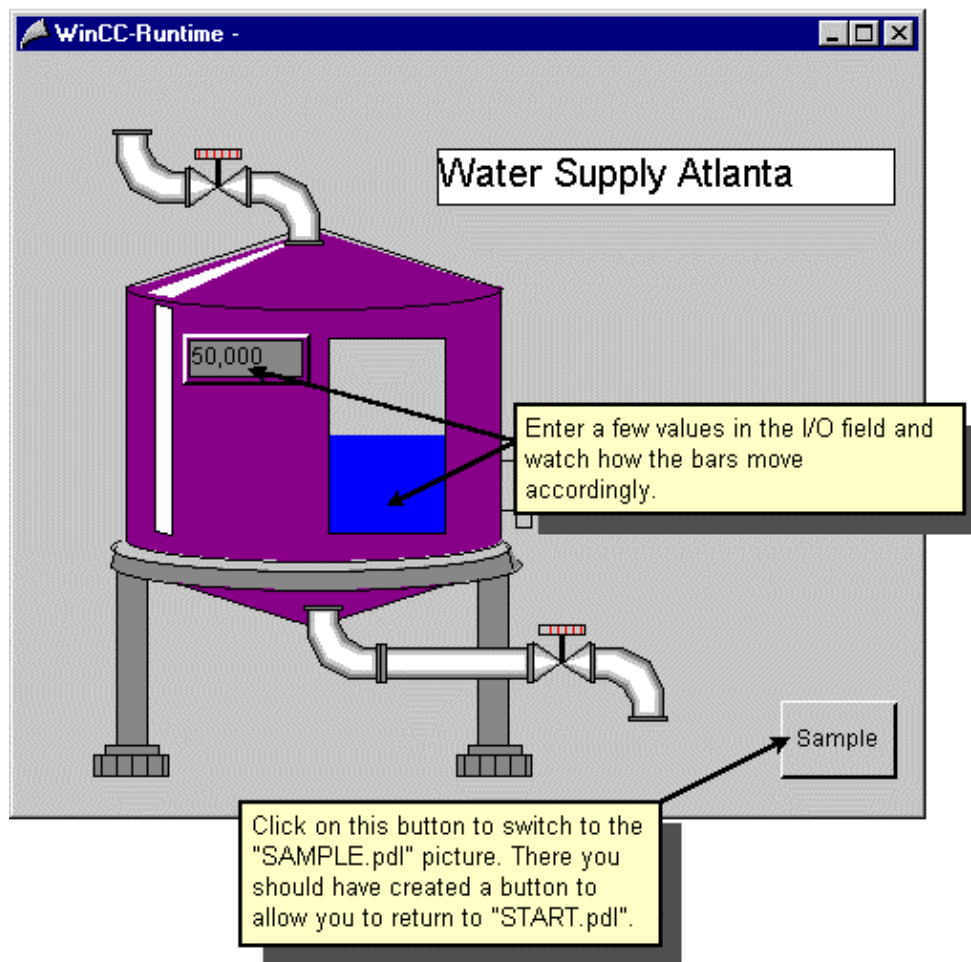 WinCC-Runtime -
Water Supply Atlanta
50,000
Enter a few values in the I/O field and
watch how the bars move
accordingly.
Sample
Click on this button to switch to the
"SAMPLE.pdl" picture. There you
should have created a button to
allow you to return to "START.pdl".